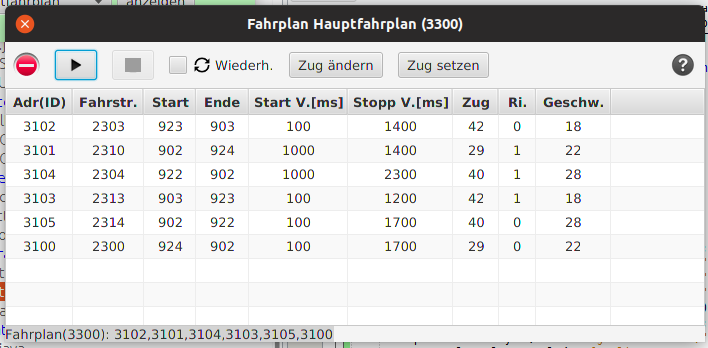 fahrplan anzeigen
Fahrplan Hauptfahrplan (3300)
Wiederh. Zug ändern Zug setzen ?
Adr(ID) Fahrstr. Start Ende Start V.[ms] Stopp V.[ms] Zug Ri. Geschw.
3102 2303 923 903 100 1400 42 0 18
3101 2310 902 924 1000 1400 29 1 22
3104 2304 922 902 1000 2300 40 1 28
3103 2313 903 923 100 1200 42 1 18
3105 2314 902 922 100 1700 40 0 28
3100 2300 924 902 100 1700 29 0 22
Fahrplan(3300): 3102,3101,3104,3103,3105,3100